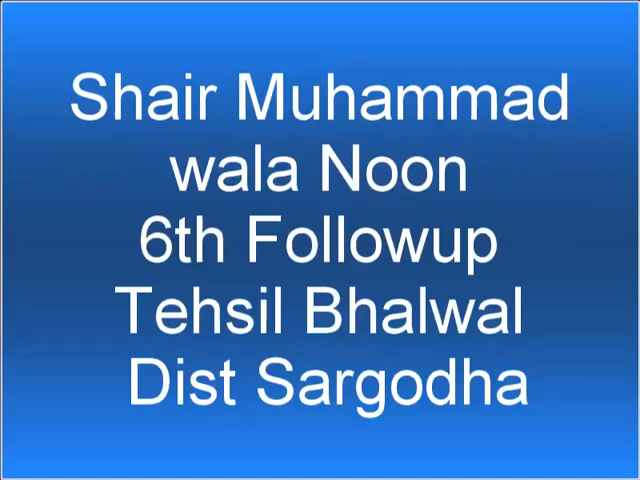 Shair Muhammad
wala Noon
6th Followup
Tehsil Bhalwal
Dist Sargodha